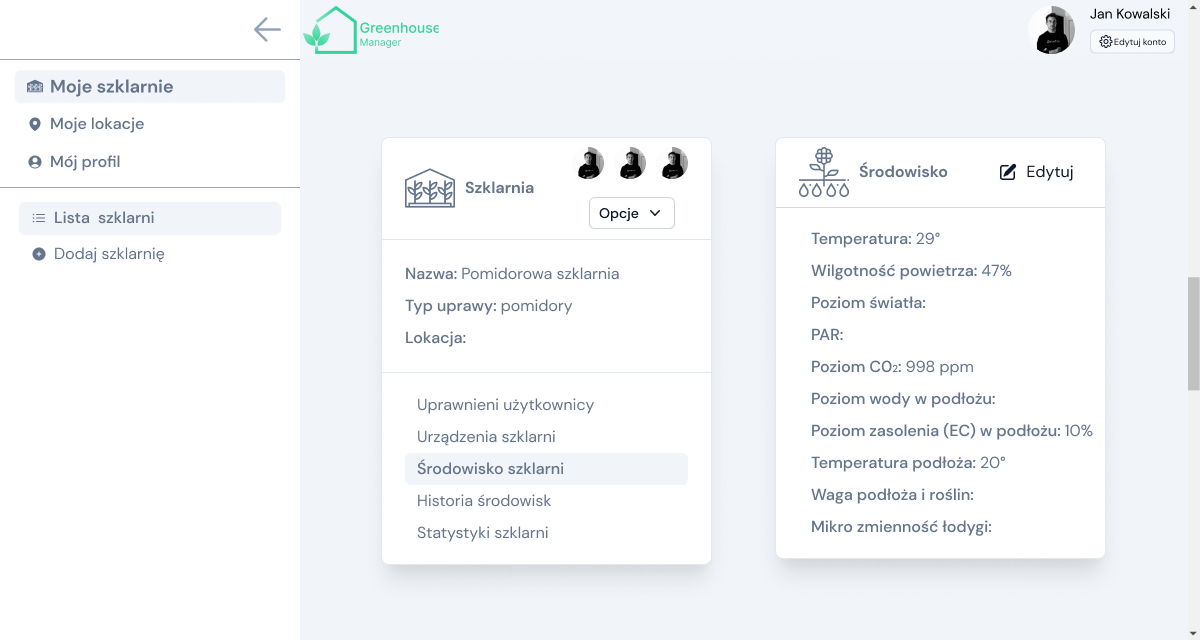 Greenhouse
Manager
Jan Kowalski
Edytuj konto
Moje szklarnie
Moje lokacje
Mój profil
Lista szklarni
Dodaj szklarnię
Szklarnia
Opcje
Nazwa: Pomidorowa szklarnia
Typ uprawy: pomidory
Lokacja:
Uprawnieni użytkownicy
Urządzenia szklarni
Środowisko szklarni
Historia środowisk
Statystyki szklarni
Środowisko
Edytuj
Temperatura: 29°
Wilgotność powietrza: 47%
Poziom światła:
PAR:
Poziom CO₂: 998 ppm
Poziom wody w podłożu:
Poziom zasolenia (EC) w podłożu: 10%
Temperatura podłoża: 20°
Waga podłoża i roślin:
Mikro zmienność łodygi: